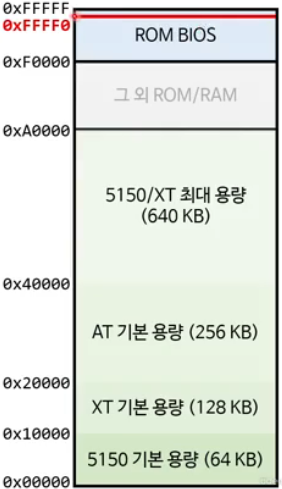 0xFFFFF
0xFFFF0
ROM BIOS
0xF0000
그 외 ROM/RAM
0xA0000
5150/XT 최대 용량
(640 KB)
0x40000
AT 기본 용량 (256 KB)
0x20000
XT 기본 용량 (128 KB)
0x10000
5150 기본 용량 (64 KB)
0x00000